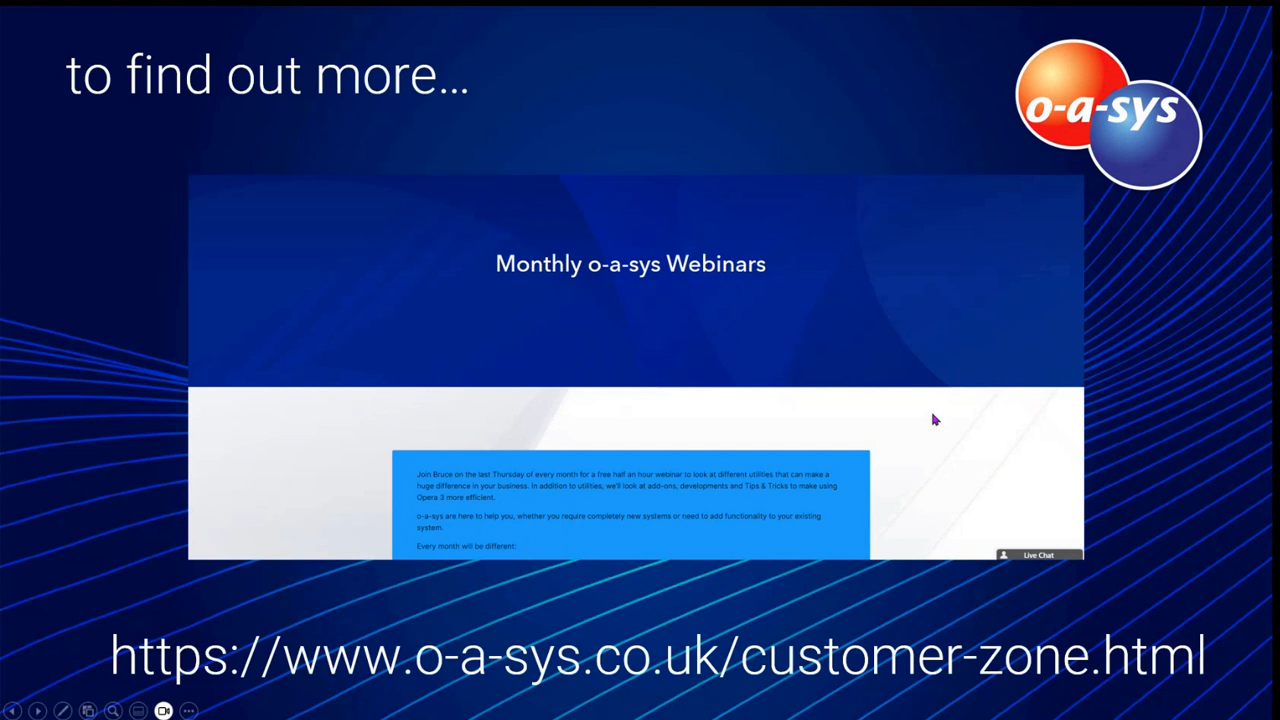 to find out more...
o-a-sys
Monthly o-a-sys Webinars
Join Bruce on the last Thursday of every month for a free half an hour webinar to look at different utilities that can make a
huge difference in your business. In addition to utilities, we'll look at add-ons, developments and Tips & Tricks to make using
Opera 3 more efficient.
o-a-sys are here to help you, whether you require completely new systems or need to add functionality to your existing
system.
Every month will be different:
Live Chat
https://www.o-a-sys.co.uk/customer-zone.html